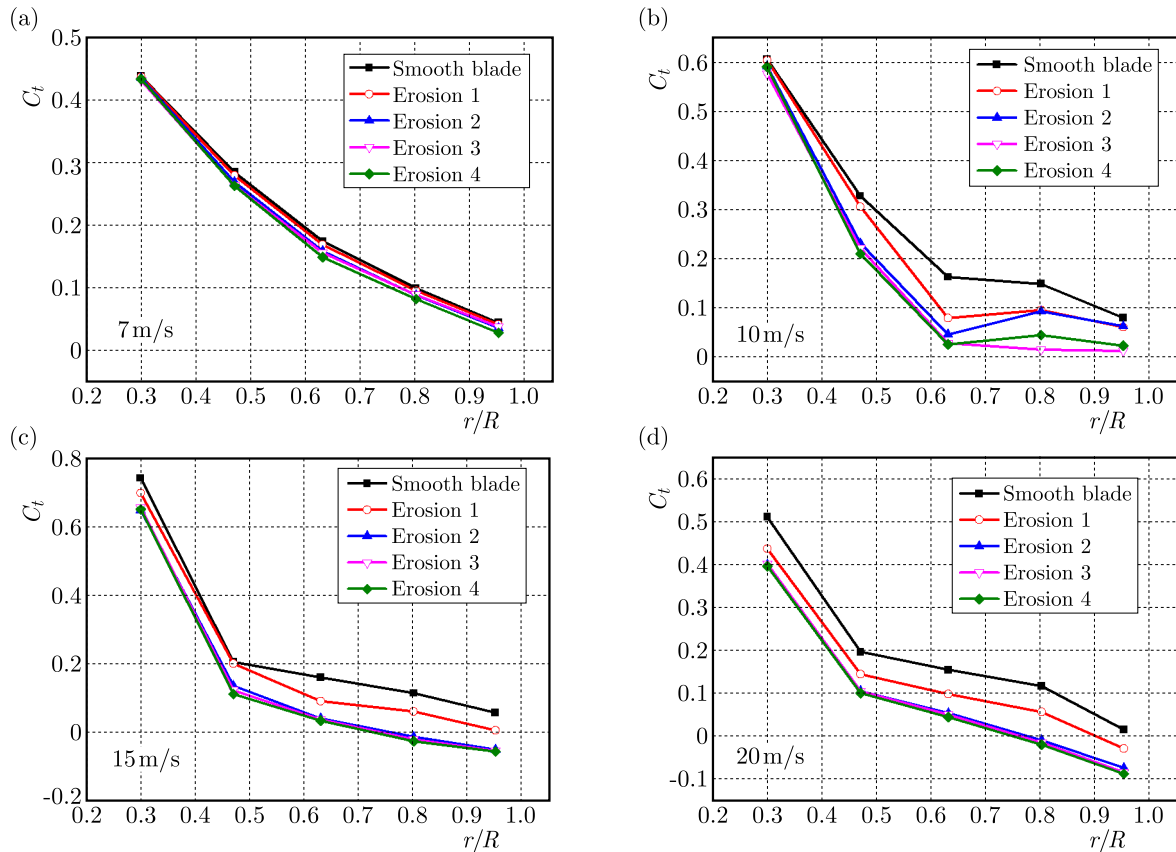 (a)
0.5
0.4
0.3
0.2
0.1
0
C_t
Smooth blade
Erosion 1
Erosion 2
Erosion 3
Erosion 4
7 m/s
0.2 0.3 0.4 0.5 0.6 0.7 0.8 0.9 1.0
r/R
(b)
0.6
0.5
0.4
0.3
0.2
0.1
0
C_t
Smooth blade
Erosion 1
Erosion 2
Erosion 3
Erosion 4
10 m/s
0.2 0.3 0.4 0.5 0.6 0.7 0.8 0.9 1.0
r/R
(c)
0.8
0.6
0.4
0.2
0
-0.2
C_t
Smooth blade
Erosion 1
Erosion 2
Erosion 3
Erosion 4
15 m/s
0.2 0.3 0.4 0.5 0.6 0.7 0.8 0.9 1.0
r/R
(d)
0.6
0.5
0.4
0.3
0.2
0.1
0
-0.1
C_t
Smooth blade
Erosion 1
Erosion 2
Erosion 3
Erosion 4
20 m/s
0.2 0.3 0.4 0.5 0.6 0.7 0.8 0.9 1.0
r/R